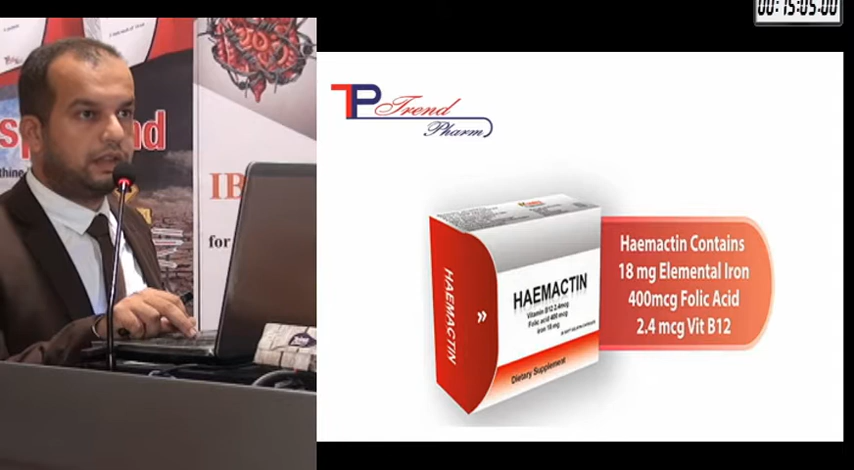 00:15:05:00
TP Trend
Pharm
IB
for
HAEMACTIN
HAEMACTIN
Vitamin B12 2.4mcg
Folic acid 400 mcg
Iron 18 mg
Dietary Supplement
Haemactin Contains
18 mg Elemental Iron
400mcg Folic Acid
2.4 mcg Vit B12